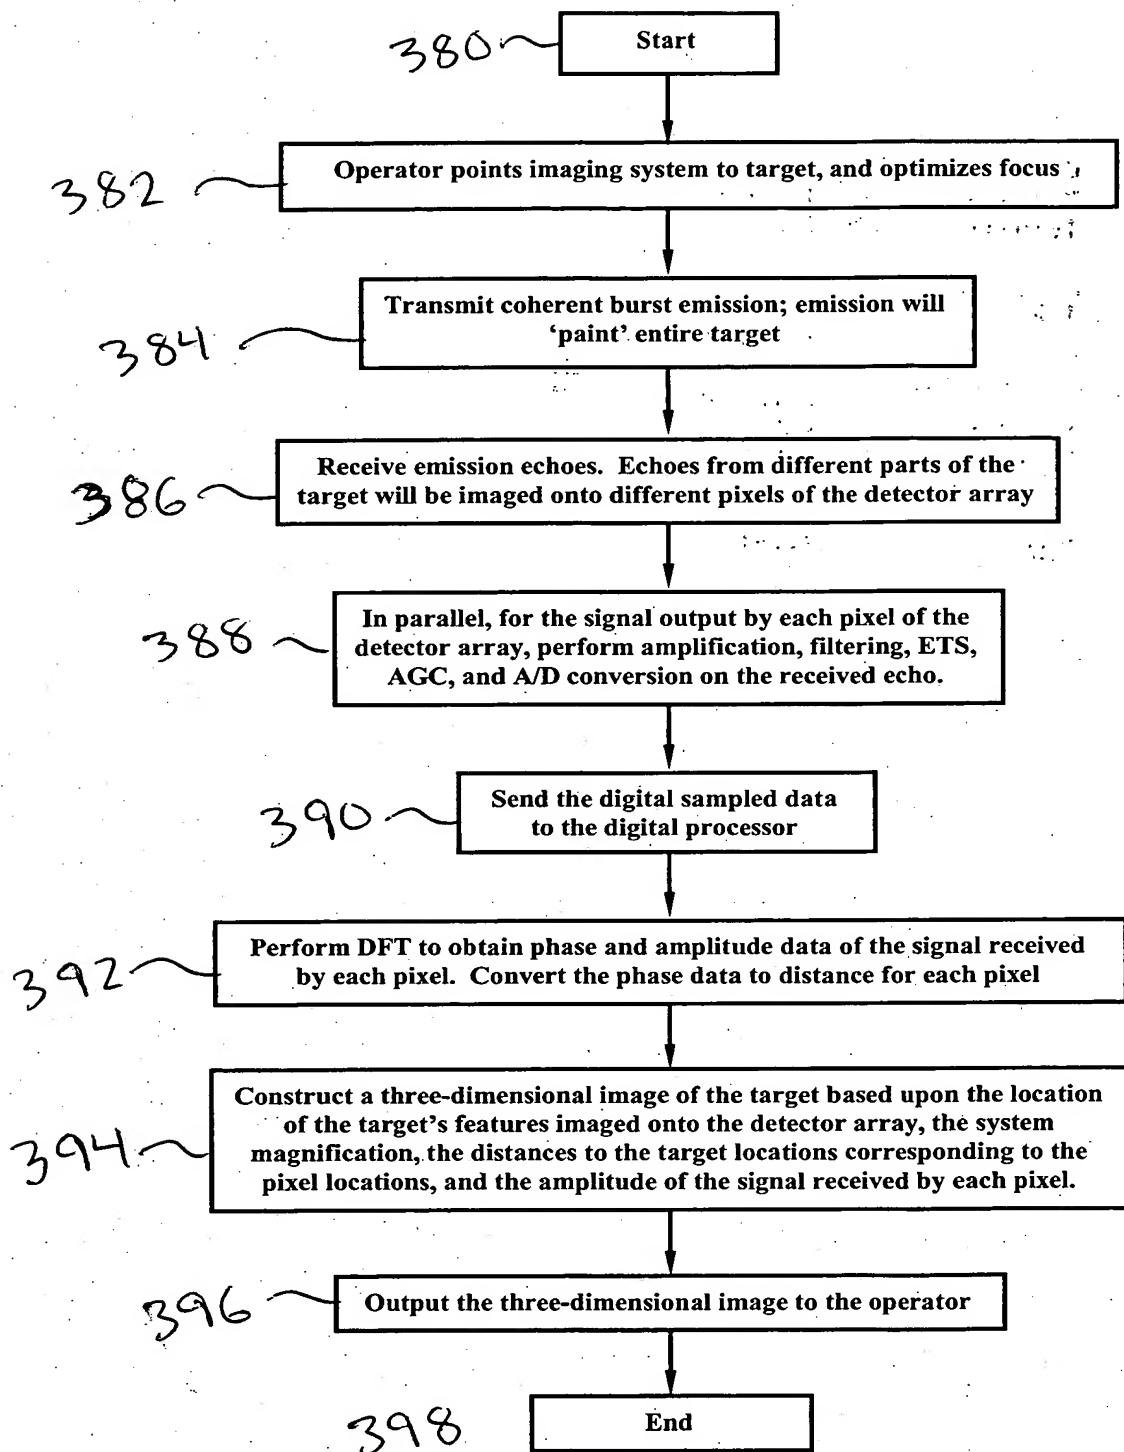 380
Start
382
Operator points imaging system to target, and optimizes focus
384
Transmit coherent burst emission; emission will
‘paint’ entire target
386
Receive emission echoes. Echoes from different parts of the
target will be imaged onto different pixels of the detector array
388
In parallel, for the signal output by each pixel of the
detector array, perform amplification, filtering, ETS,
AGC, and A/D conversion on the received echo.
390
Send the digital sampled data
to the digital processor
392
Perform DFT to obtain phase and amplitude data of the signal received
by each pixel. Convert the phase data to distance for each pixel
394
Construct a three-dimensional image of the target based upon the location
of the target’s features imaged onto the detector array, the system
magnification, the distances to the target locations corresponding to the
pixel locations, and the amplitude of the signal received by each pixel.
396
Output the three-dimensional image to the operator
398
End